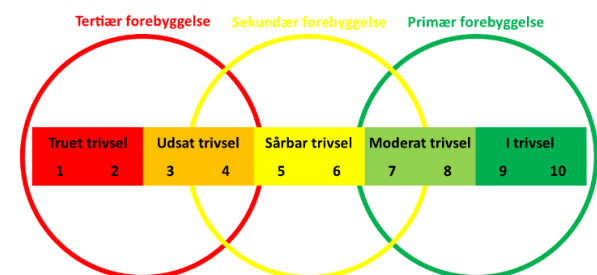 Tertiær forebyggelse Sekundær forebyggelse Primær forebyggelse
Truet trivsel Udsat trivsel Sårbar trivsel Moderat trivsel I trivsel
1 2 3 4 5 6 7 8 9 10